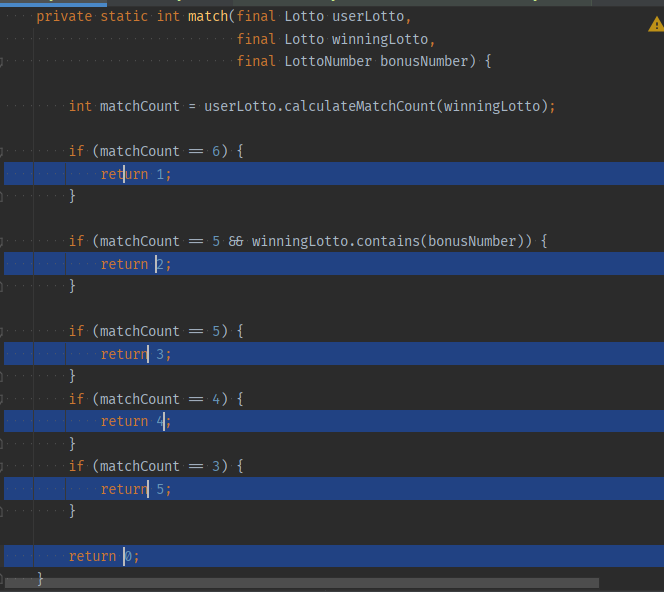 private static int match(final Lotto userLotto,
final Lotto winningLotto,
final LottoNumber bonusNumber) {
int matchCount = userLotto.calculateMatchCount(winningLotto);
if (matchCount == 6) {
return 1;
}
if (matchCount == 5 && winningLotto.contains(bonusNumber)) {
return 2;
}
if (matchCount == 5) {
return 3;
}
if (matchCount == 4) {
return 4;
}
if (matchCount == 3) {
return 5;
}
return 0;
}